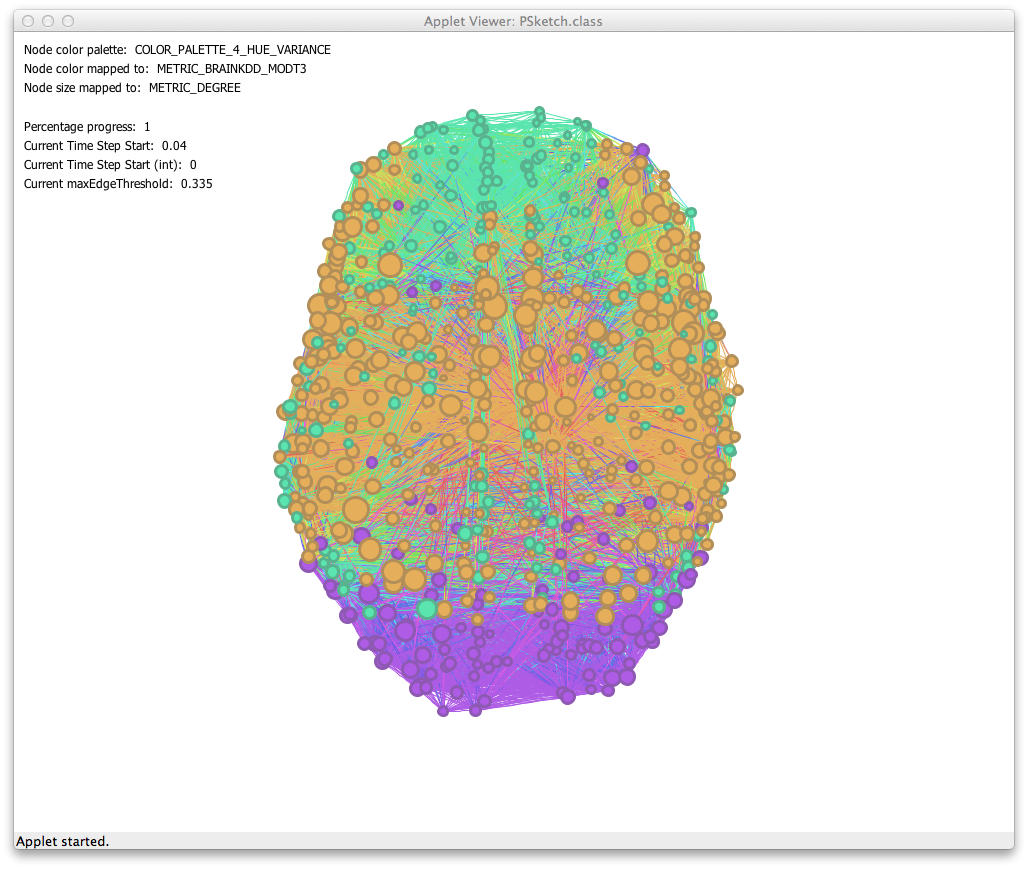 Applet Viewer: PSketch.class
Node color palette: COLOR_PALETTE_4_HUE_VARIANCE
Node color mapped to: METRIC_BRAINKDD_MODT3
Node size mapped to: METRIC_DEGREE
Percentage progress: 1
Current Time Step Start: 0.04
Current Time Step Start (int): 0
Current maxEdgeThreshold: 0.335
Applet started.